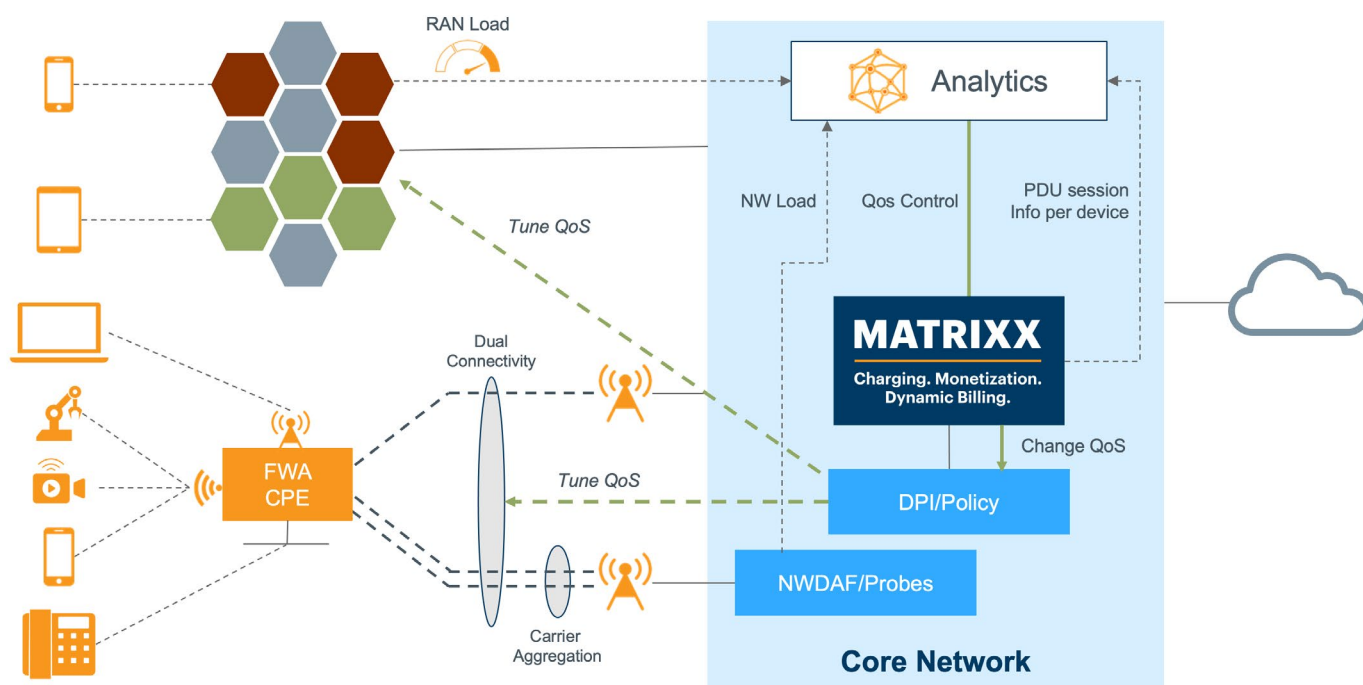 RAN Load
Analytics
NW Load
Qos Control
PDU session
Info per device
Tune QoS
MATRIXX
Charging. Monetization.
Dynamic Billing.
Dual
Connectivity
Change QoS
FWA
CPE
Tune QoS
DPI/Policy
NWDAF/Probes
Carrier
Aggregation
Core Network